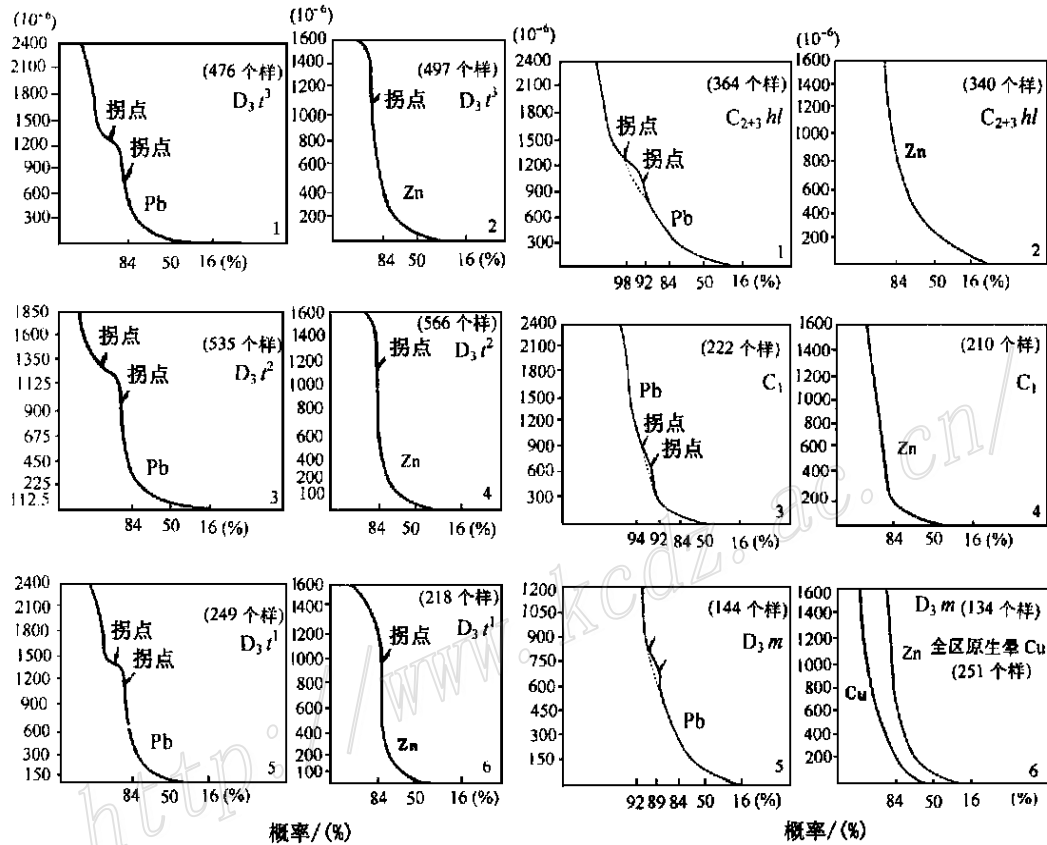 (10⁻⁶)
2400
2100
1800
1500
1200
900
600
300
(476 个样)
D₃t³
拐点
拐点
Pb
1
84 50 16 (%)
(10⁻⁶)
1600
1400
1200
1000
800
600
400
200
(497 个样)
D₃t³
拐点
Zn
2
84 50 16 (%)
(10⁻⁶)
2400
2100
1800
1500
1200
900
600
300
(364 个样)
C₂₊₃hl
拐点
拐点
Pb
1
98 92 84 50 16 (%)
(10⁻⁶)
1600
1400
1200
1000
800
600
400
200
(340 个样)
C₂₊₃hl
Zn
2
84 50 16 (%)
1850
1600
1350
1125
900
675
450
225
112.5
(535 个样)
D₃t²
拐点
拐点
Pb
3
84 50 16 (%)
1600
1400
1200
1000
800
600
400
200
100
(566 个样)
D₃t²
拐点
Zn
4
84 50 16 (%)
2400
2100
1800
1500
1200
900
600
300
(222 个样)
C₁
Pb
拐点
拐点
3
94 92 84 50 16 (%)
1600
1400
1200
1000
800
600
400
200
(210 个样)
C₁
Zn
4
84 50 16 (%)
2400
2100
1800
1500
1200
900
600
300
150
(249 个样)
D₃t¹
拐点
拐点
Pb
5
84 50 16 (%)
1600
1400
1200
1000
800
600
400
200
100
(218 个样)
D₃t¹
拐点
Zn
6
84 50 16 (%)
1200
1050
900
750
600
450
300
150
(144 个样)
D₃m
Pb
5
92 89 84 50 16 (%)
1600
1400
1200
1000
800
600
400
200
D₃m (134 个样)
Zn 全区原生晕 Cu
(251 个样)
Cu
6
84 50 16 (%)
概率/(%)
概率/(%)
http://www.kcdz.ac.cn/